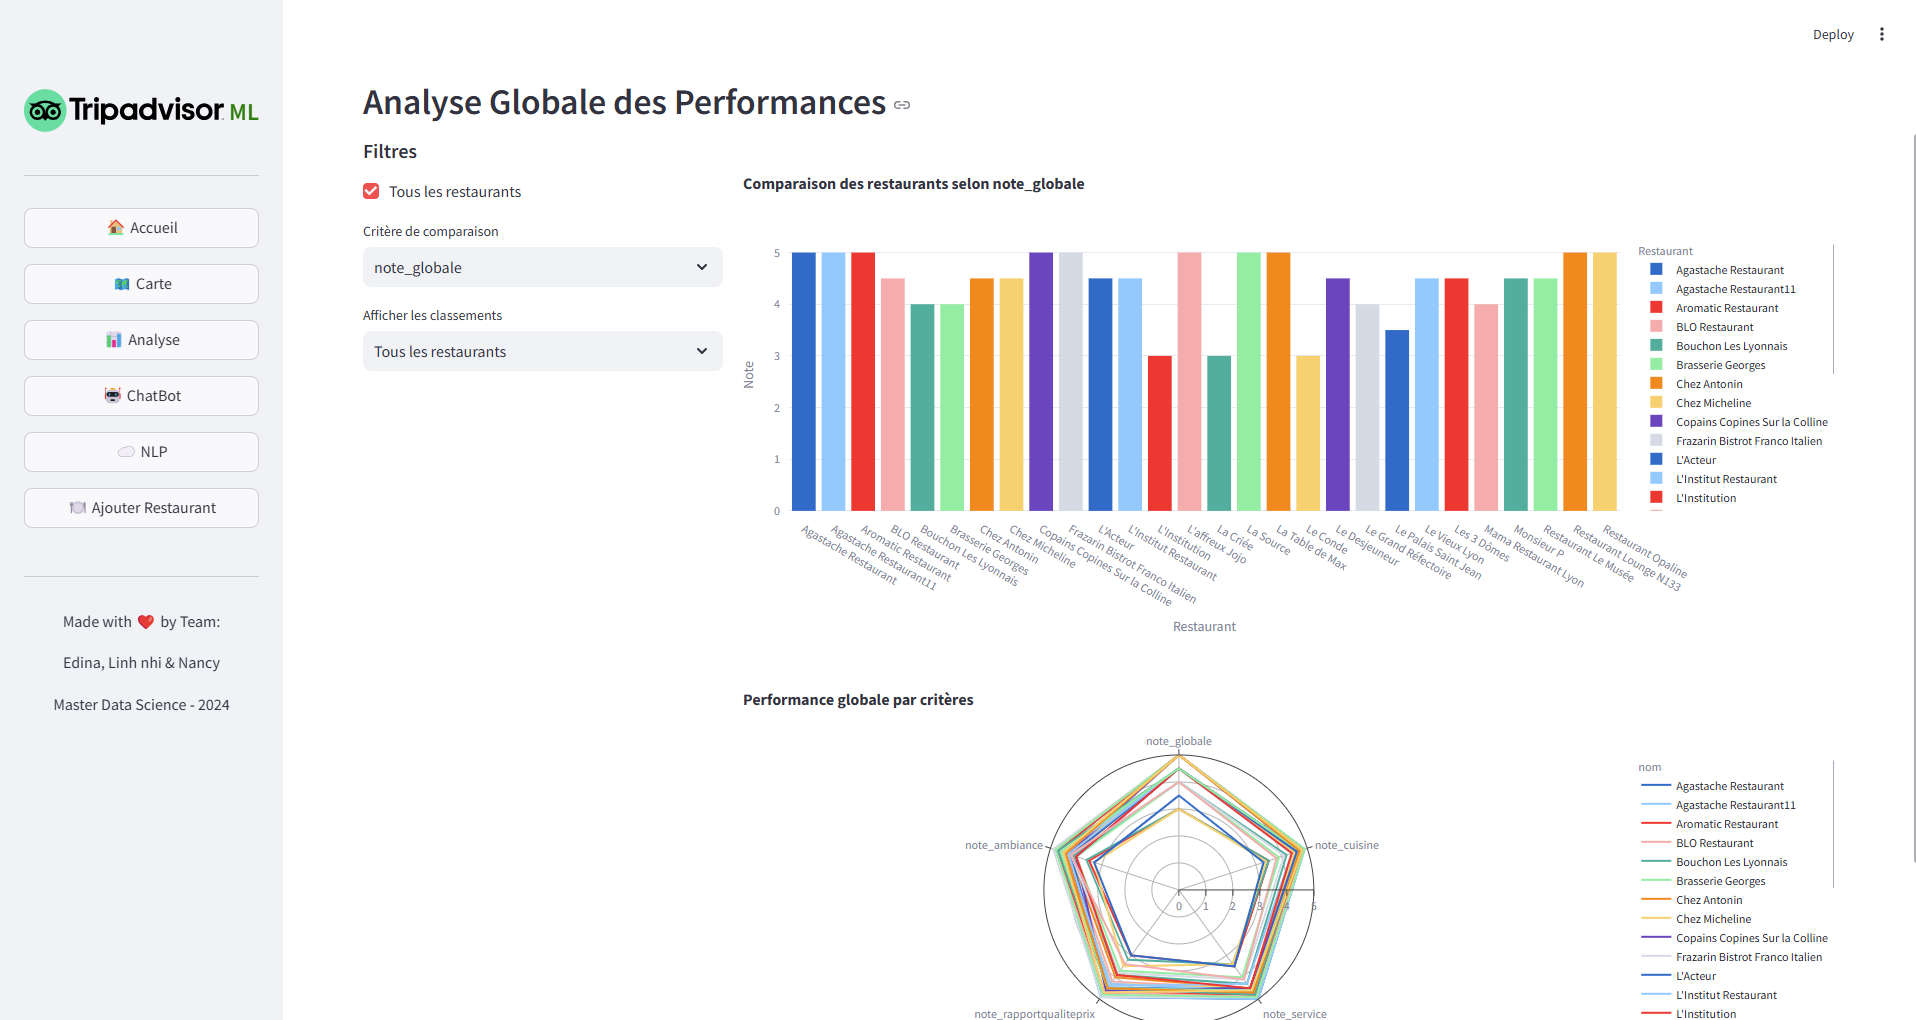 Deploy
Tripadvisor ML
Accueil
Carte
Analyse
ChatBot
NLP
Ajouter Restaurant
Made with ❤️ by Team:
Edina, Linh nhi & Nancy
Master Data Science - 2024
Analyse Globale des Performances
Filtres
Tous les restaurants
Critère de comparaison
note_globale
Afficher les classements
Tous les restaurants
Comparaison des restaurants selon note_globale
5
4
3
2
1
0
Note
Agastache Restaurant
Agastache Restaurant11
Aromatic Restaurant
BLO Restaurant
Bouchon Les Lyonnais
Brasserie Georges
Chez Antonin
Chez Micheline
Copains Copines Sur la Colline
Frazarin Bistrot Franco Italien
L'Acteur
L'Institut Restaurant
L'Institution
L'affreux Jojo
La Criée
La Source
La Table de Max
Le Conde
Le Desjeuneur
Le Grand Réfectoire
Le Palais Saint Jean
Le Vieux Lyon
Les 3 Dômes
Mama Restaurant Lyon
Monsieur P
Restaurant Le Musée
Restaurant Lounge N133
Restaurant Opaline
Restaurant
Restaurant
Agastache Restaurant
Agastache Restaurant11
Aromatic Restaurant
BLO Restaurant
Bouchon Les Lyonnais
Brasserie Georges
Chez Antonin
Chez Micheline
Copains Copines Sur la Colline
Frazarin Bistrot Franco Italien
L'Acteur
L'Institut Restaurant
L'Institution
Performance globale par critères
note_globale
note_ambiance
note_cuisine
0 1 2 3 4 5
note_rapportqualiteprix
note_service
nom
Agastache Restaurant
Agastache Restaurant11
Aromatic Restaurant
BLO Restaurant
Bouchon Les Lyonnais
Brasserie Georges
Chez Antonin
Chez Micheline
Copains Copines Sur la Colline
Frazarin Bistrot Franco Italien
L'Acteur
L'Institut Restaurant
L'Institution